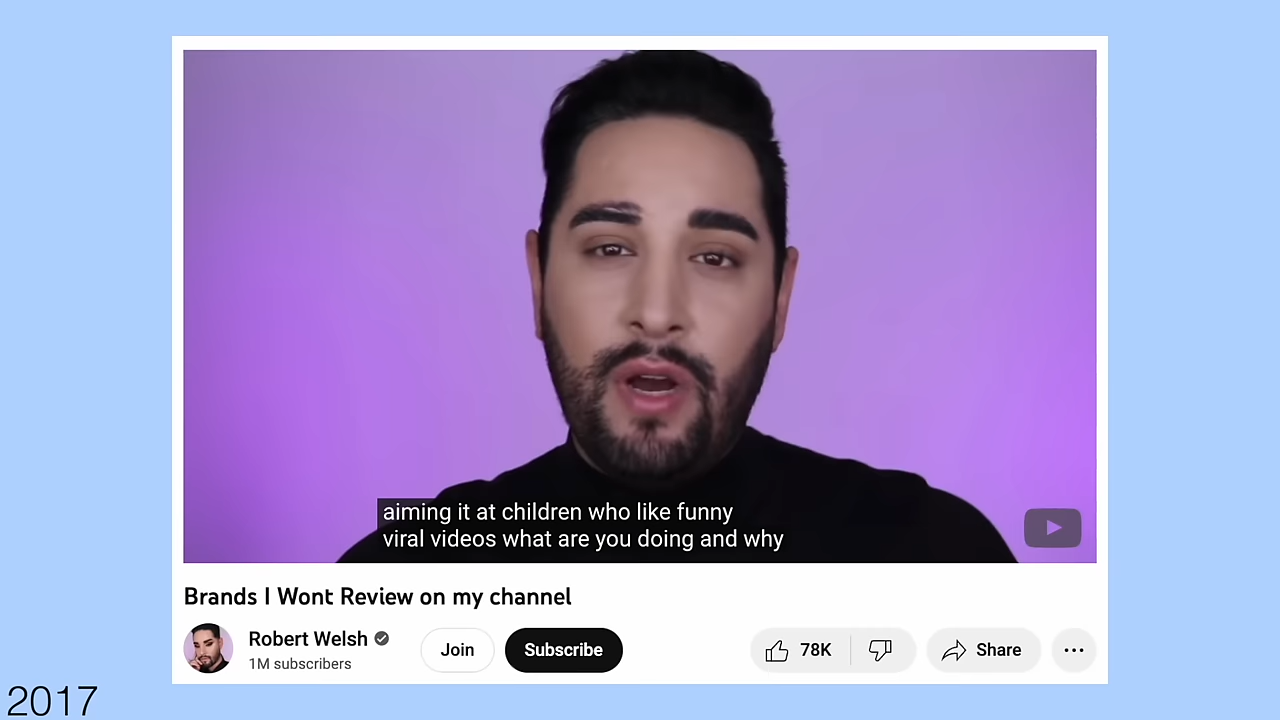 aiming it at children who like funny
viral videos what are you doing and why
Brands I Wont Review on my channel
Robert Welsh
1M subscribers
Join
Subscribe
78K
Share
2017